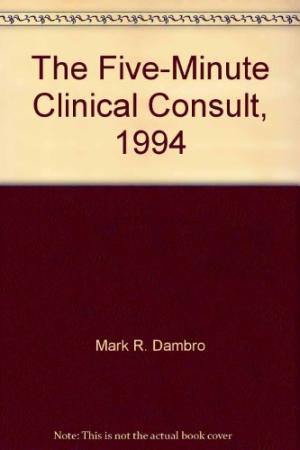 The Five-Minute
Clinical Consult,
1994
Mark R. Dambro
Note: This is not the actual book cover